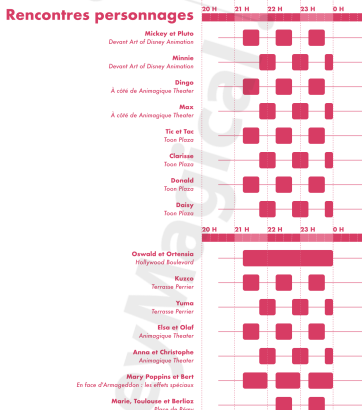 Rencontres personnages
20 H 21 H 22 H 23 H 0 H
Mickey et Pluto
Devant Art of Disney Animation
Minnie
Devant Art of Disney Animation
Dingo
À côté de Animagique Theater
Max
À côté de Animagique Theater
Tic et Tac
Toon Plaza
Clarisse
Toon Plaza
Donald
Toon Plaza
Daisy
Toon Plaza
20 H 21 H 22 H 23 H 0 H
Oswald et Ortensia
Hollywood Boulevard
Kuzco
Terrasse Perrier
Yuma
Terrasse Perrier
Elsa et Olaf
Animagique Theater
Anna et Christophe
Animagique Theater
Mary Poppins et Bert
En face d'Armageddon : les effets spéciaux
Marie, Toulouse et Berlioz
Place de Rémy